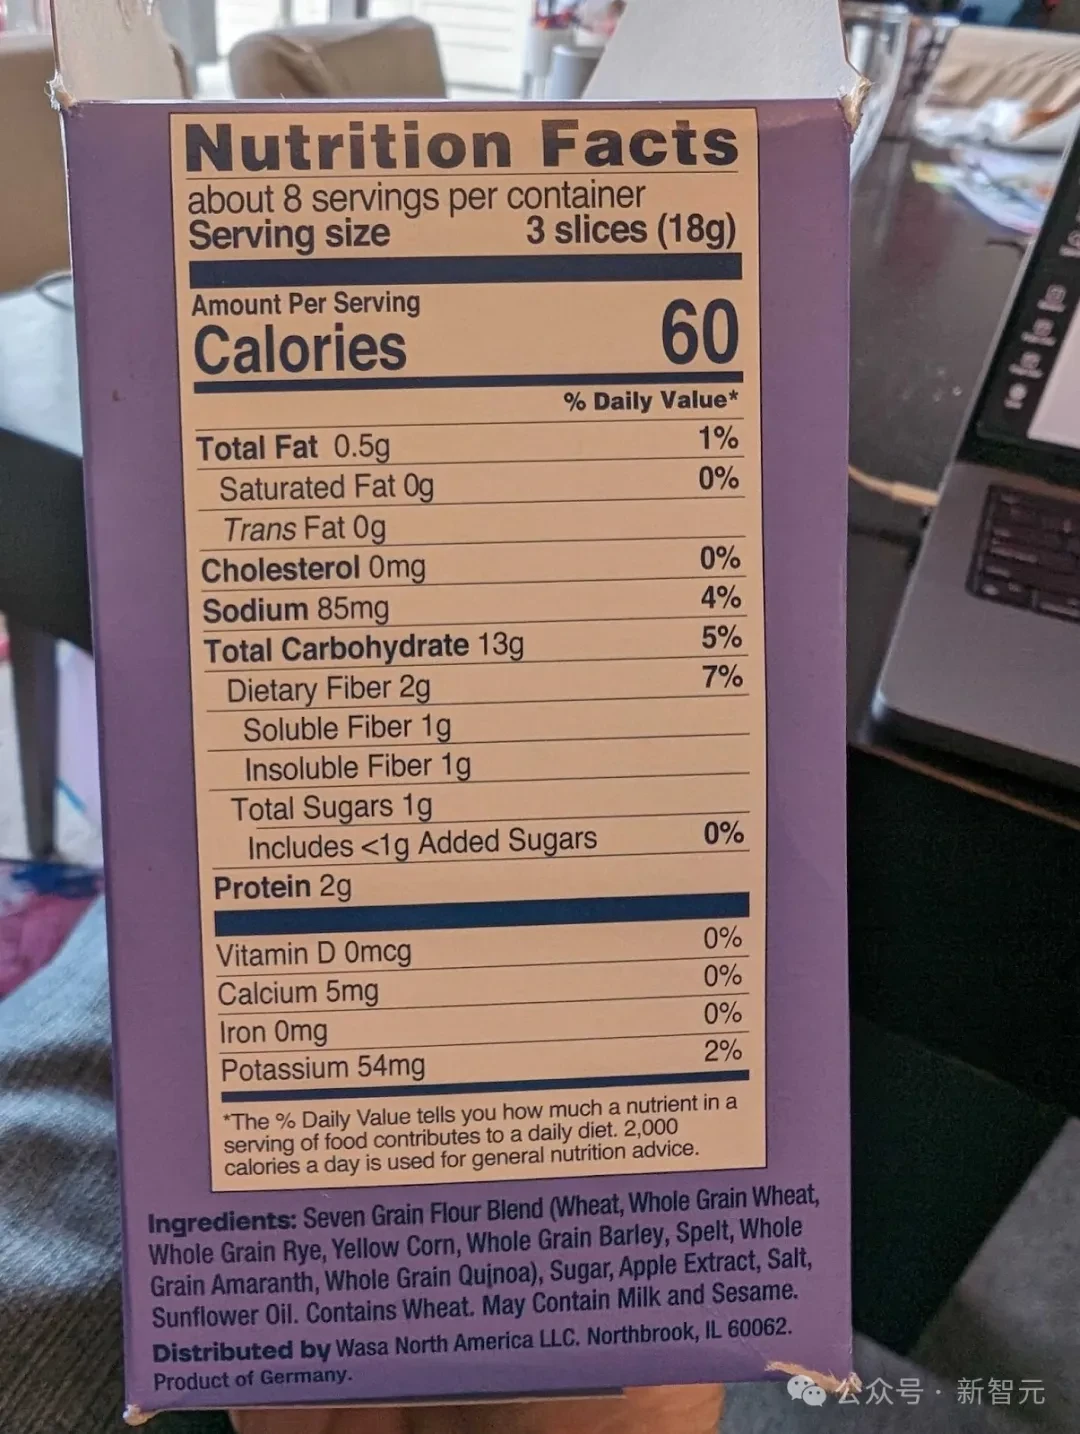 Nutrition Facts
about 8 servings per container
Serving size 3 slices (18g)
Amount Per Serving
Calories 60
% Daily Value*
Total Fat 0.5g 1%
Saturated Fat 0g 0%
Trans Fat 0g
Cholesterol 0mg 0%
Sodium 85mg 4%
Total Carbohydrate 13g 5%
Dietary Fiber 2g 7%
Soluble Fiber 1g
Insoluble Fiber 1g
Total Sugars 1g
Includes <1g Added Sugars 0%
Protein 2g
Vitamin D 0mcg 0%
Calcium 5mg 0%
Iron 0mg 0%
Potassium 54mg 2%
*The % Daily Value tells you how much a nutrient in a
serving of food contributes to a daily diet. 2,000
calories a day is used for general nutrition advice.
Ingredients: Seven Grain Flour Blend (Wheat, Whole Grain Wheat,
Whole Grain Rye, Yellow Corn, Whole Grain Barley, Spelt, Whole
Grain Amaranth, Whole Grain Quinoa), Sugar, Apple Extract, Salt,
Sunflower Oil. Contains Wheat. May Contain Milk and Sesame.
Distributed by Wasa North America LLC. Northbrook, IL 60062.
Product of Germany.
公众号 · 新智元